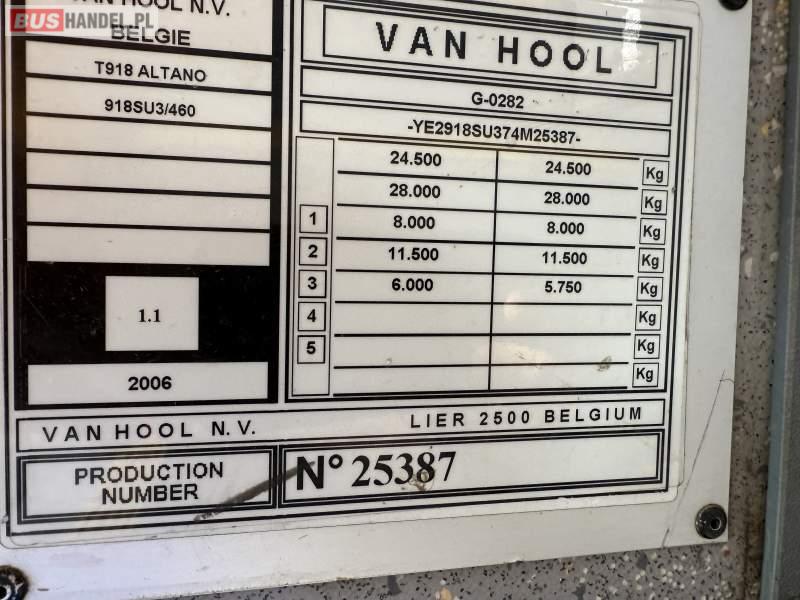 BUSHANDEL.PL
VAN HOOL N.V.
BELGIE
T918 ALTANO
918SU3/460
1.1
2006
VAN HOOL
G-0282
-YE2918SU374M25387-
24.500 24.500 Kg
28.000 28.000 Kg
1 8.000 8.000 Kg
2 11.500 11.500 Kg
3 6.000 5.750 Kg
4 Kg
5 Kg
Kg
VAN HOOL N.V. LIER 2500 BELGIUM
PRODUCTION
NUMBER
N° 25387